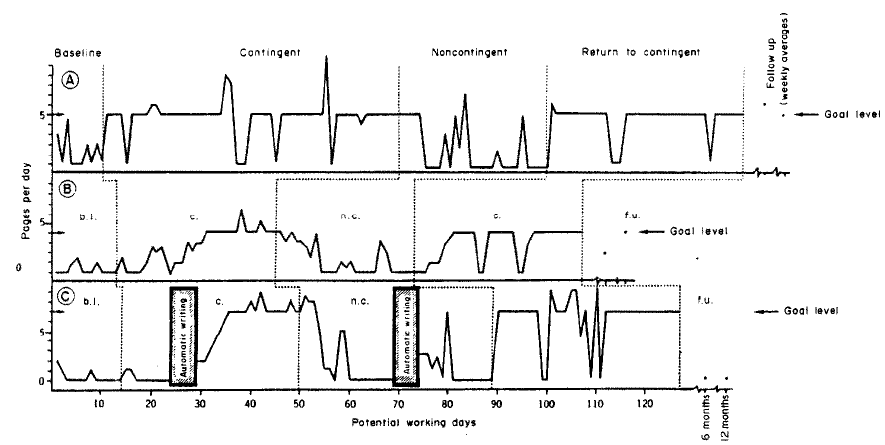 Baseline Contingent Noncontingent Return to contingent
Follow up
(weekly averages)
A
5
Goal level
B
b.l. c. n.c. c. f.u.
5
Goal level
0
Pages per day
C
b.l. c. n.c. f.u.
Automatic writing
Automatic writing
Goal level
5
0
10 20 30 40 50 60 70 80 90 100 110 120
6 months
12 months
Potential working days